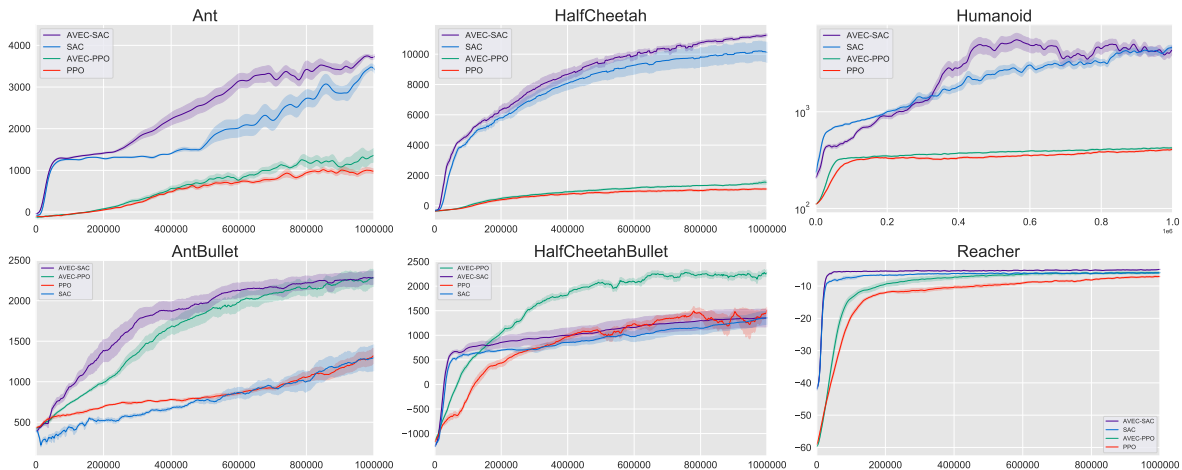 Ant
4000
3000
2000
1000
0
0 200000 400000 600000 800000 1000000
AVEC-SAC
SAC
AVEC-PPO
PPO
HalfCheetah
10000
8000
6000
4000
2000
0
0 200000 400000 600000 800000 1000000
AVEC-SAC
SAC
AVEC-PPO
PPO
Humanoid
10^3
10^2
0.0 0.2 0.4 0.6 0.8 1.0
1e6
AVEC-SAC
SAC
AVEC-PPO
PPO
AntBullet
2500
2000
1500
1000
500
0 200000 400000 600000 800000 1000000
AVEC-SAC
AVEC-PPO
PPO
SAC
HalfCheetahBullet
2500
2000
1500
1000
500
0
−500
−1000
0 200000 400000 600000 800000 1000000
AVEC-PPO
AVEC-SAC
PPO
SAC
Reacher
−10
−20
−30
−40
−50
−60
0 200000 400000 600000 800000 1000000
AVEC-SAC
SAC
AVEC-PPO
PPO